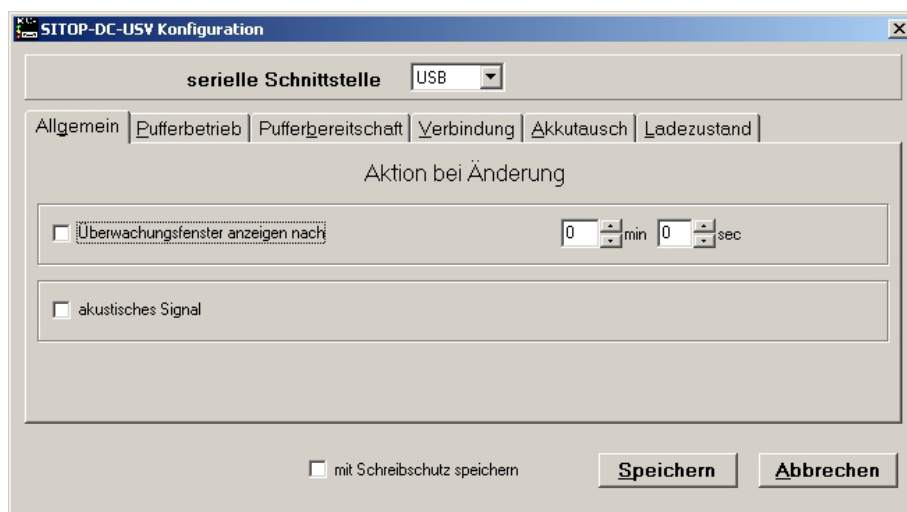 SITOP-DC-USV Konfiguration
serielle Schnittstelle USB
Allgemein Pufferbetrieb Pufferbereitschaft Verbindung Akkutausch Ladezustand
Aktion bei Änderung
Überwachungsfenster anzeigen nach 0 min 0 sec
akustisches Signal
mit Schreibschutz speichern Speichern Abbrechen